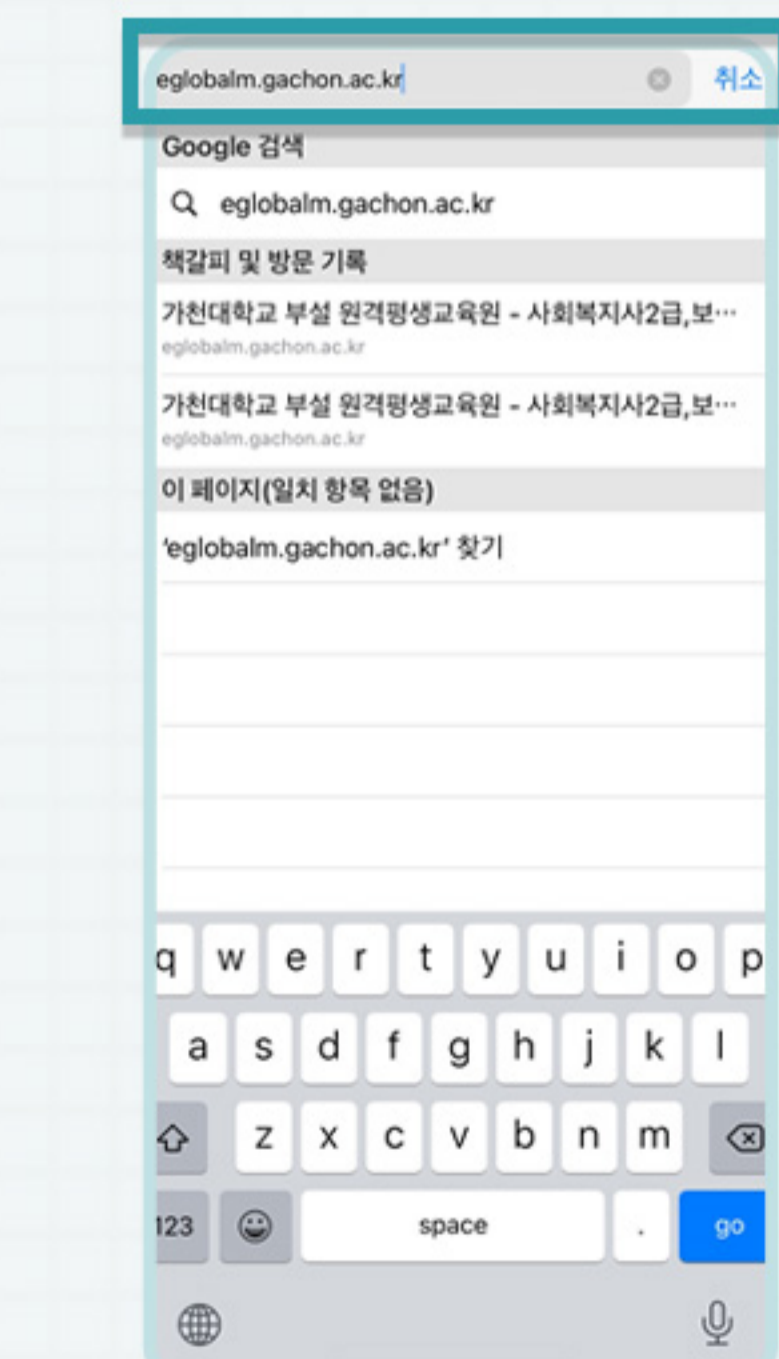 eglobalm.gachon.ac.kr 취소
Google 검색
eglobalm.gachon.ac.kr
책갈피 및 방문 기록
가천대학교 부설 원격평생교육원 - 사회복지사2급,보···
eglobalm.gachon.ac.kr
가천대학교 부설 원격평생교육원 - 사회복지사2급,보···
eglobalm.gachon.ac.kr
이 페이지(일치 항목 없음)
‘eglobalm.gachon.ac.kr’ 찾기
q w e r t y u i o p
a s d f g h j k l
z x c v b n m
123 space . go